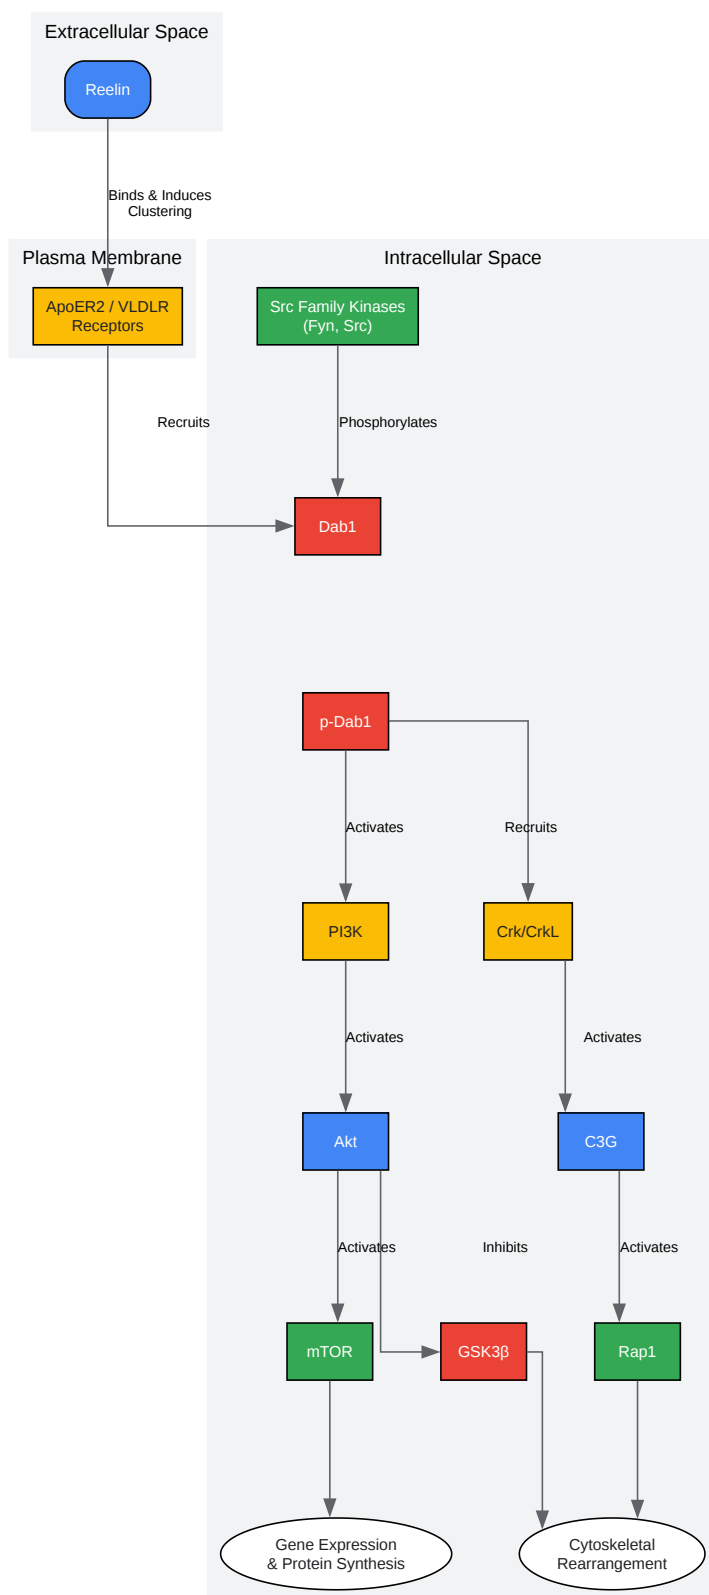 Extracellular Space
Reelin
Binds & Induces
Clustering
Plasma Membrane
Intracellular Space
ApoER2 / VLDLR
Receptors
Src Family Kinases
(Fyn, Src)
Recruits
Phosphorylates
Dab1
p-Dab1
Activates
Recruits
PI3K
Crk/CrkL
Activates
Activates
Akt
C3G
Activates
Inhibits
Activates
mTOR
GSK3β
Rap1
Gene Expression
& Protein Synthesis
Cytoskeletal
Rearrangement